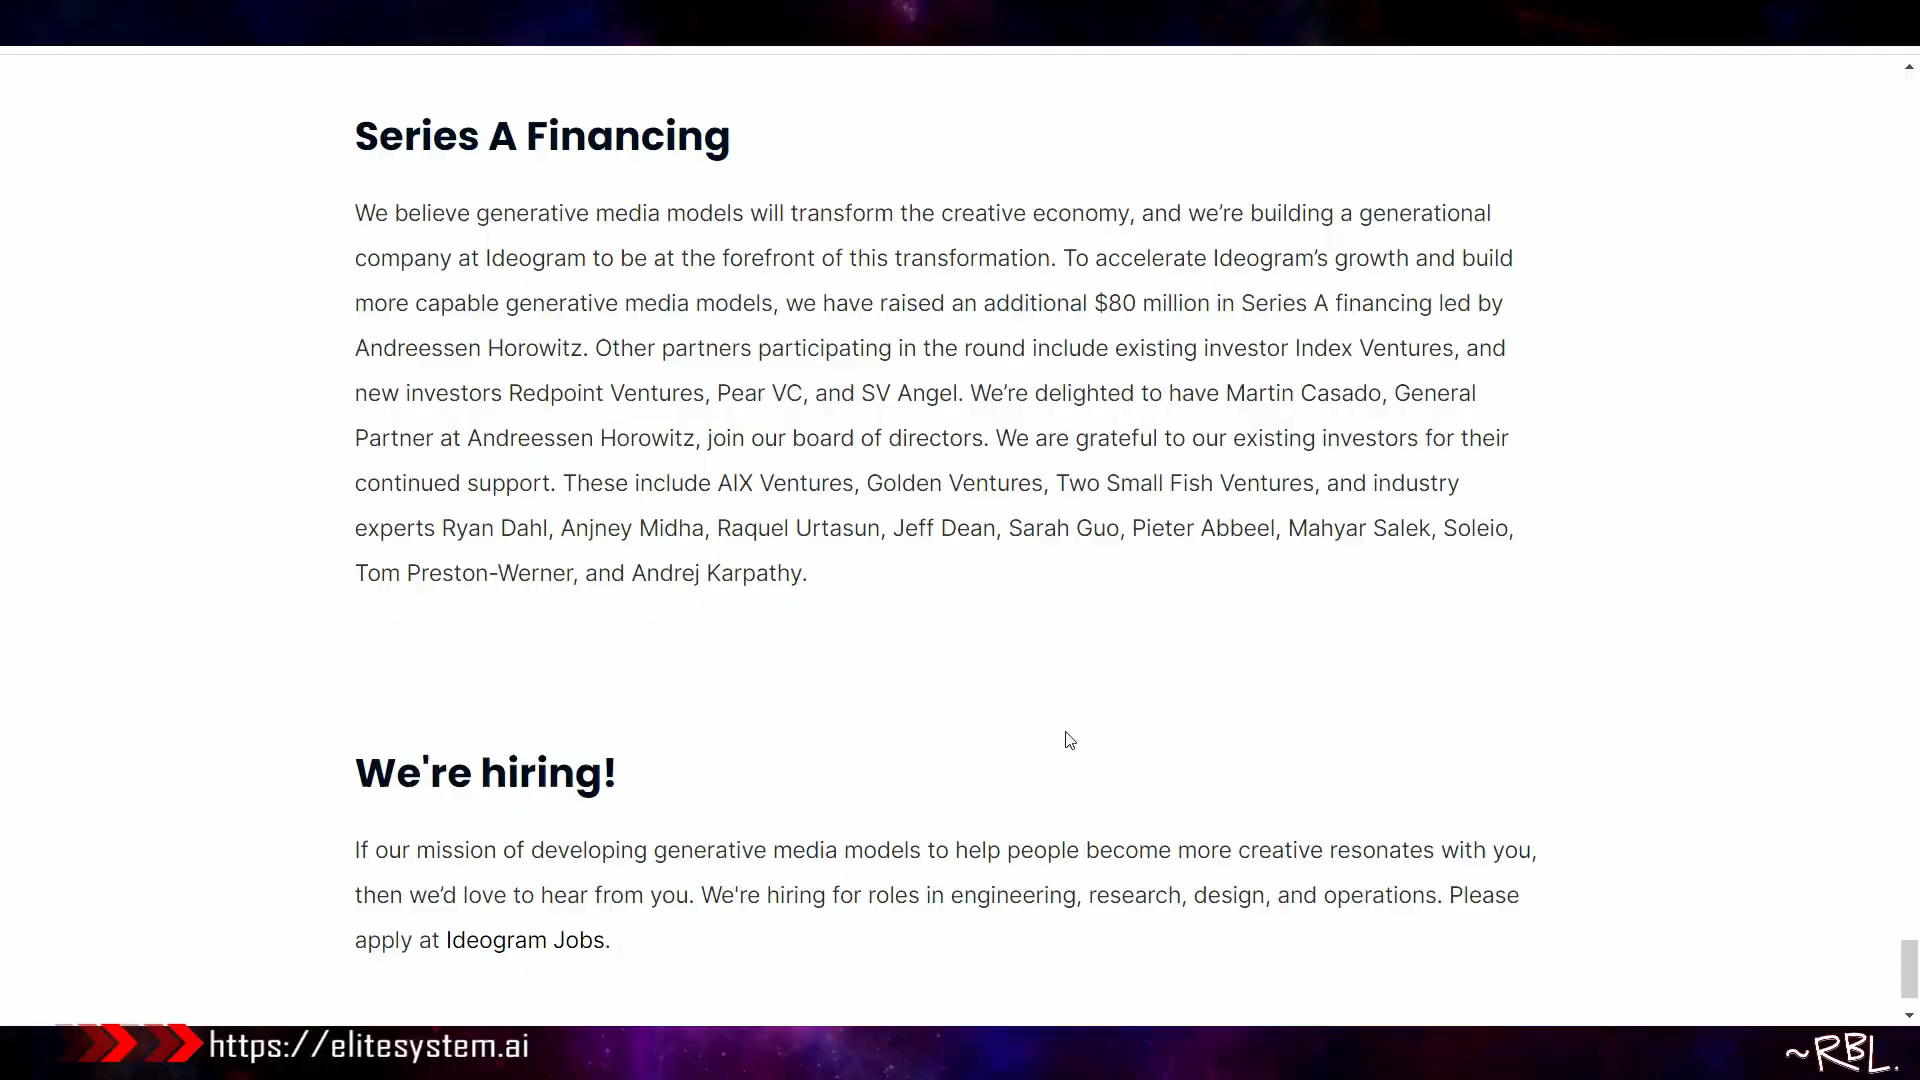 Series A Financing
We believe generative media models will transform the creative economy, and we’re building a generational
company at Ideogram to be at the forefront of this transformation. To accelerate Ideogram’s growth and build
more capable generative media models, we have raised an additional $80 million in Series A financing led by
Andreessen Horowitz. Other partners participating in the round include existing investor Index Ventures, and
new investors Redpoint Ventures, Pear VC, and SV Angel. We’re delighted to have Martin Casado, General
Partner at Andreessen Horowitz, join our board of directors. We are grateful to our existing investors for their
continued support. These include AIX Ventures, Golden Ventures, Two Small Fish Ventures, and industry
experts Ryan Dahl, Anjney Midha, Raquel Urtasun, Jeff Dean, Sarah Guo, Pieter Abbeel, Mahyar Salek, Soleio,
Tom Preston-Werner, and Andrej Karpathy.
We're hiring!
If our mission of developing generative media models to help people become more creative resonates with you,
then we’d love to hear from you. We're hiring for roles in engineering, research, design, and operations. Please
apply at Ideogram Jobs.
https://elitesystem.ai
~RBL.